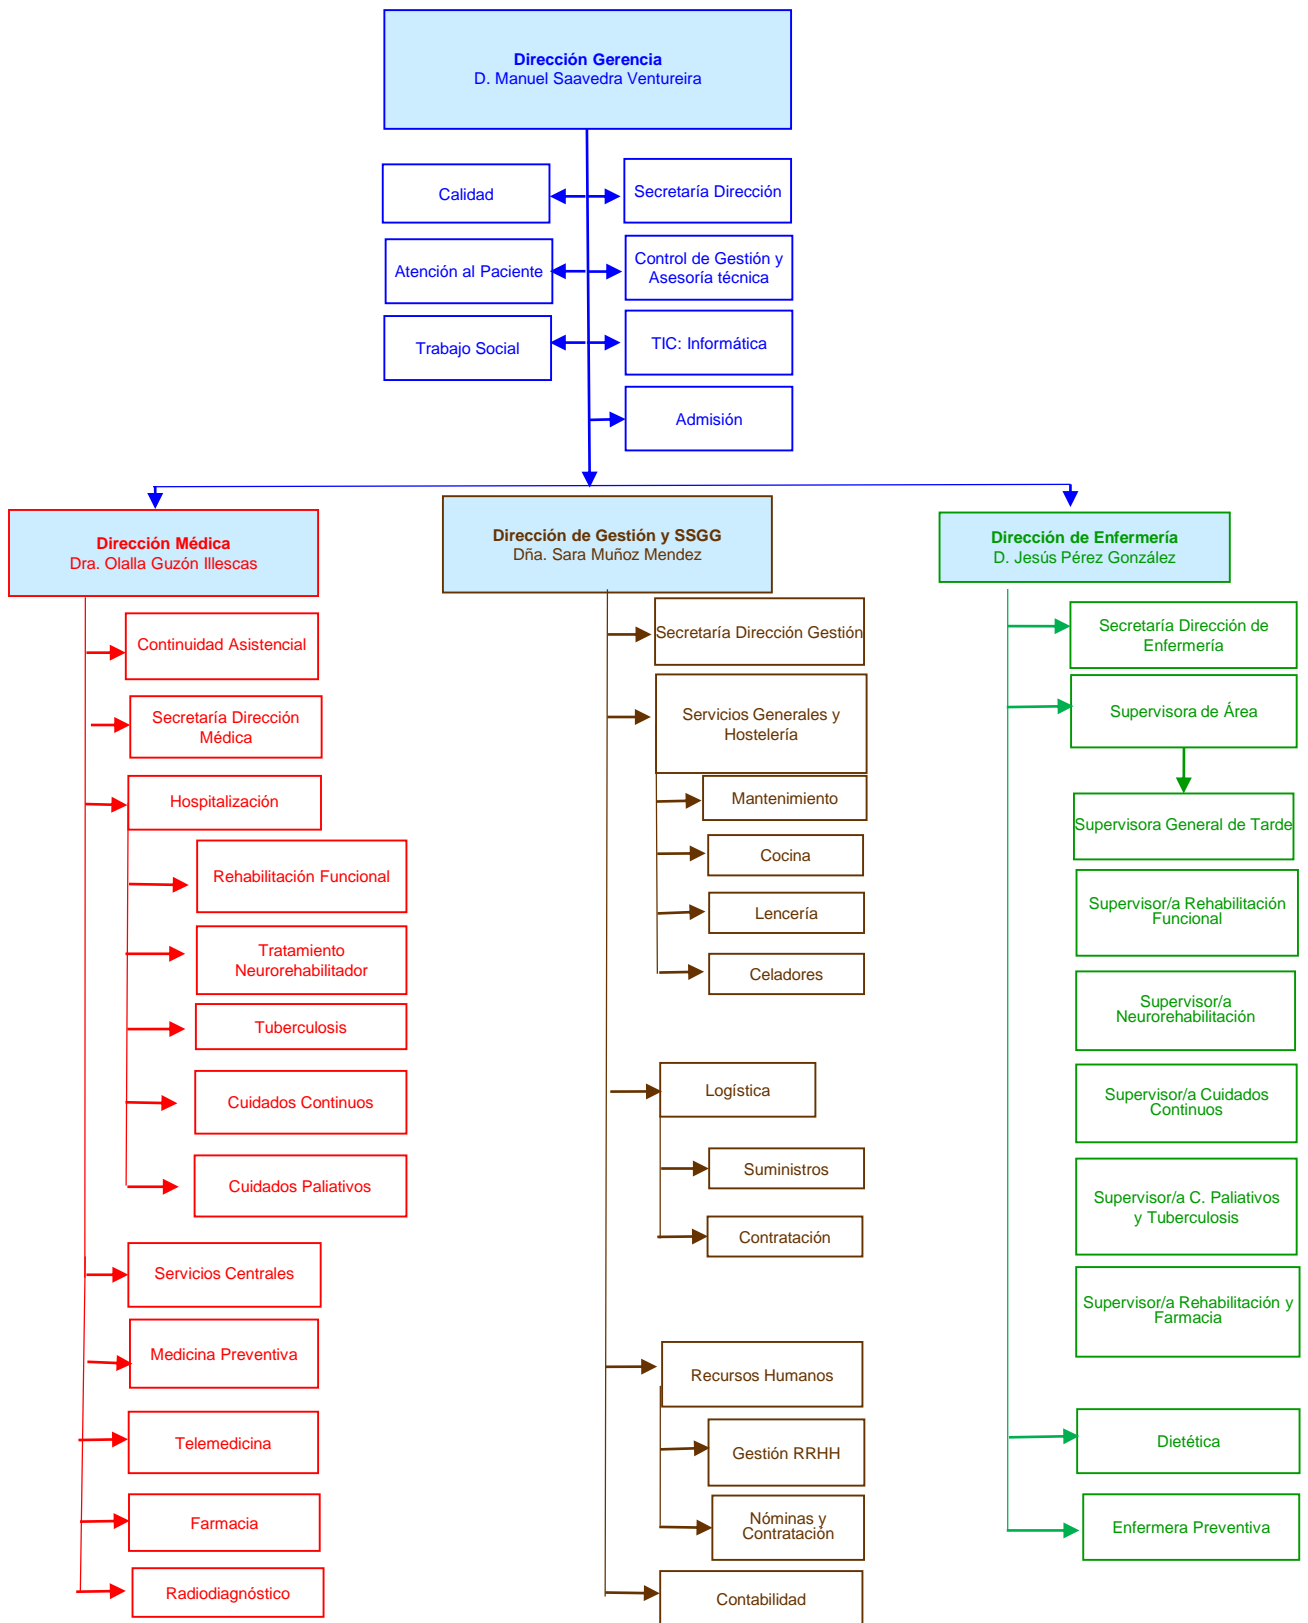 Dirección Gerencia
D. Manuel Saavedra Ventureira
Calidad
Secretaría Dirección
Atención al Paciente
Control de Gestión y
Asesoría técnica
Trabajo Social
TIC: Informática
Admisión
Dirección Médica
Dra. Olalla Guzón Illescas
Continuidad Asistencial
Secretaría Dirección
Médica
Hospitalización
Rehabilitación Funcional
Tratamiento
Neurorehabilitador
Tuberculosis
Cuidados Continuos
Cuidados Paliativos
Servicios Centrales
Medicina Preventiva
Telemedicina
Farmacia
Radiodiagnóstico
Dirección de Gestión y SSGG
Dña. Sara Muñoz Mendez
Secretaría Dirección Gestión
Servicios Generales y
Hostelería
Mantenimiento
Cocina
Lencería
Celadores
Logística
Suministros
Contratación
Recursos Humanos
Gestión RRHH
Nóminas y
Contratación
Contabilidad
Dirección de Enfermería
D. Jesús Pérez González
Secretaría Dirección de
Enfermería
Supervisora de Área
Supervisora General de Tarde
Supervisor/a Rehabilitación
Funcional
Supervisor/a
Neurorehabilitación
Supervisor/a Cuidados
Continuos
Supervisor/a C. Paliativos
y Tuberculosis
Supervisor/a Rehabilitación y
Farmacia
Dietética
Enfermera Preventiva